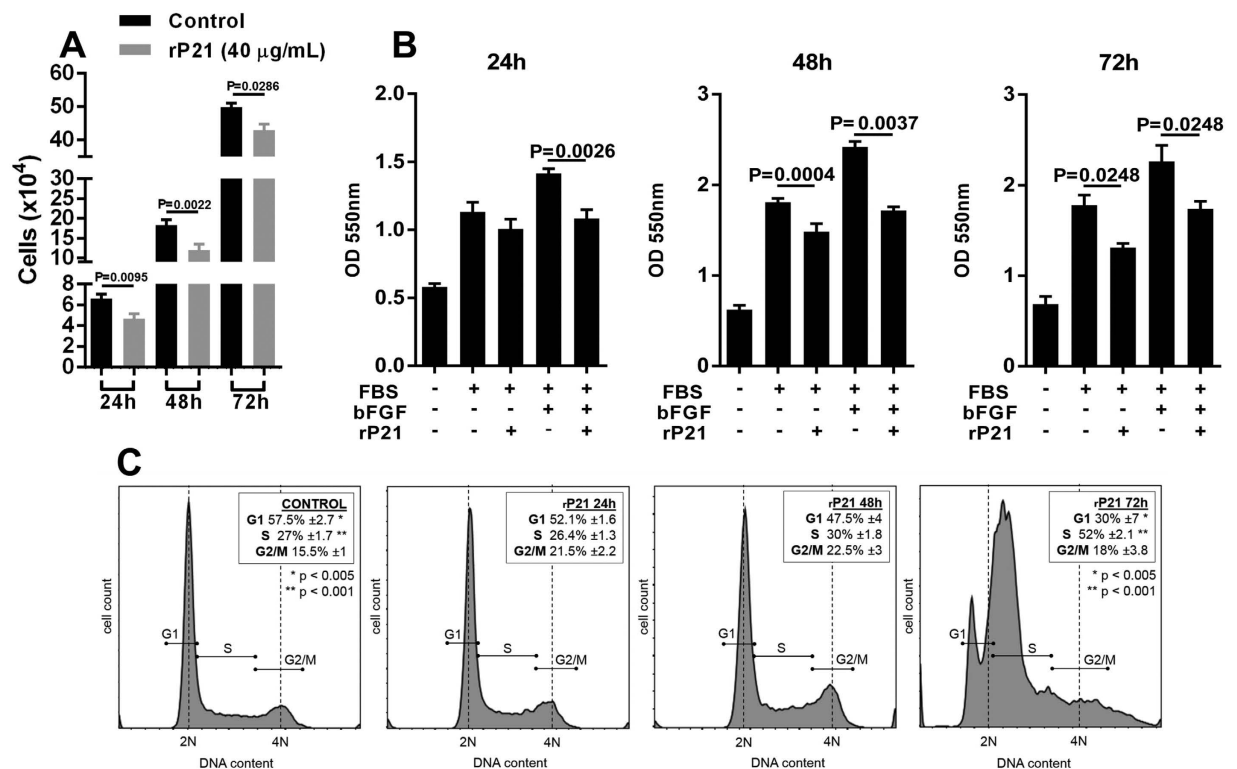 A
Control
rP21 (40 μg/mL)
Cells (x10⁴)
60
50
40
30
20
15
10
8
6
4
2
0
P=0.0095
P=0.0022
P=0.0286
24h
48h
72h
B
24h
OD 550nm
2.0
1.5
1.0
0.5
0.0
P=0.0026
FBS - + + + +
bFGF - - - + +
rP21 - - + - +
48h
OD 550nm
3
2
1
0
P=0.0004
P=0.0037
FBS - + + + +
bFGF - - - + +
rP21 - - + - +
72h
OD 550nm
3
2
1
0
P=0.0248
P=0.0248
FBS - + + + +
bFGF - - - + +
rP21 - - + - +
C
CONTROL
G1 57.5% ±2.7 *
S 27% ±1.7 **
G2/M 15.5% ±1
* p < 0.005
** p < 0.001
cell count
G1
S
G2/M
2N
4N
DNA content
rP21 24h
G1 52.1% ±1.6
S 26.4% ±1.3
G2/M 21.5% ±2.2
cell count
G1
S
G2/M
2N
4N
DNA content
rP21 48h
G1 47.5% ±4
S 30% ±1.8
G2/M 22.5% ±3
cell count
G1
S
G2/M
2N
4N
DNA content
rP21 72h
G1 30% ±7 *
S 52% ±2.1 **
G2/M 18% ±3.8
* p < 0.005
** p < 0.001
cell count
G1
S
G2/M
2N
4N
DNA content